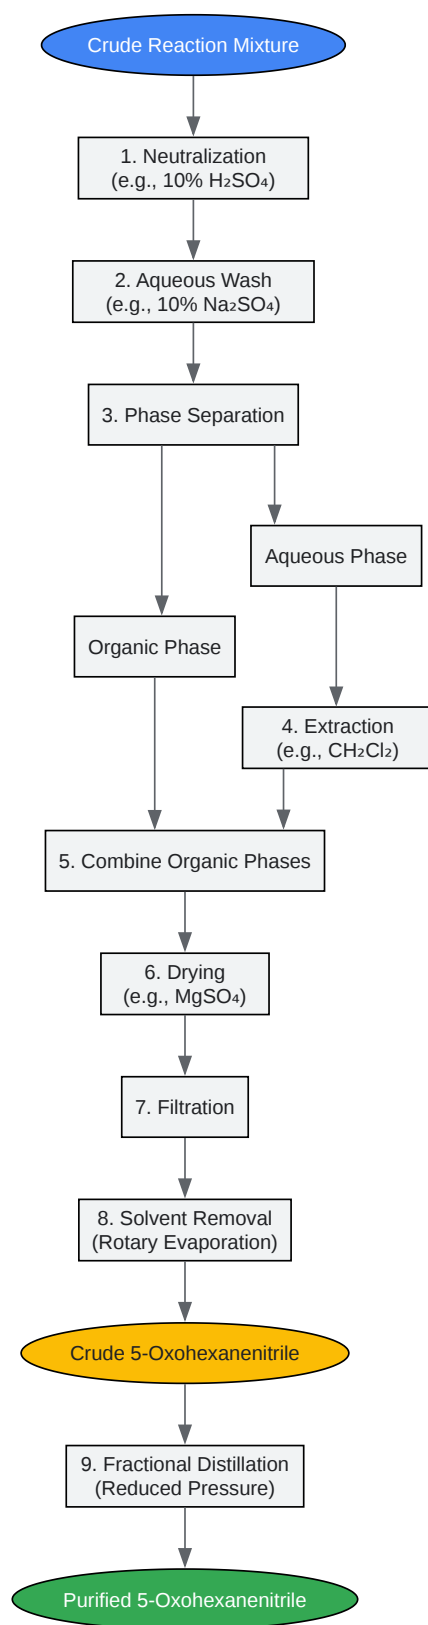 Crude Reaction Mixture
1. Neutralization
(e.g., 10% H₂SO₄)
2. Aqueous Wash
(e.g., 10% Na₂SO₄)
3. Phase Separation
Aqueous Phase
Organic Phase
4. Extraction
(e.g., CH₂Cl₂)
5. Combine Organic Phases
6. Drying
(e.g., MgSO₄)
7. Filtration
8. Solvent Removal
(Rotary Evaporation)
Crude 5-Oxohexanenitrile
9. Fractional Distillation
(Reduced Pressure)
Purified 5-Oxohexanenitrile